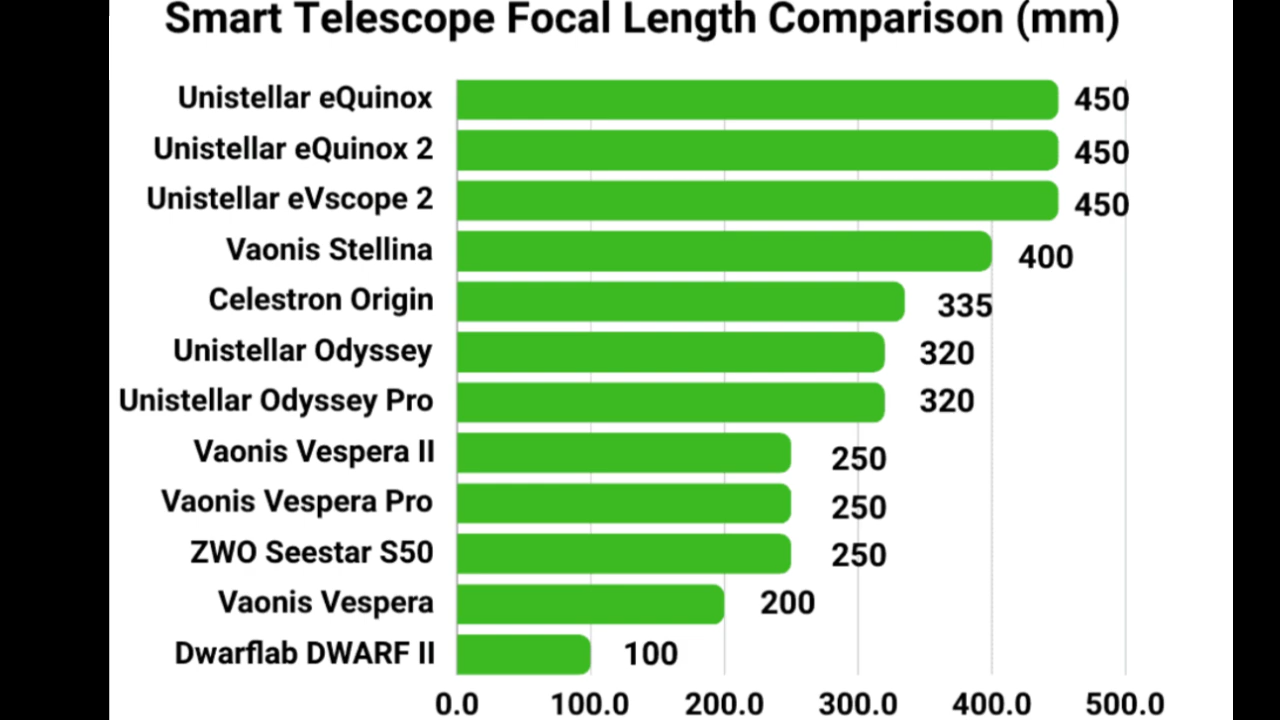 Smart Telescope Focal Length Comparison (mm)
Unistellar eQuinox 450
Unistellar eQuinox 2 450
Unistellar eVscope 2 450
Vaonis Stellina 400
Celestron Origin 335
Unistellar Odyssey 320
Unistellar Odyssey Pro 320
Vaonis Vespera II 250
Vaonis Vespera Pro 250
ZWO Seestar S50 250
Vaonis Vespera 200
Dwarflab DWARF II 100
0.0 100.0 200.0 300.0 400.0 500.0